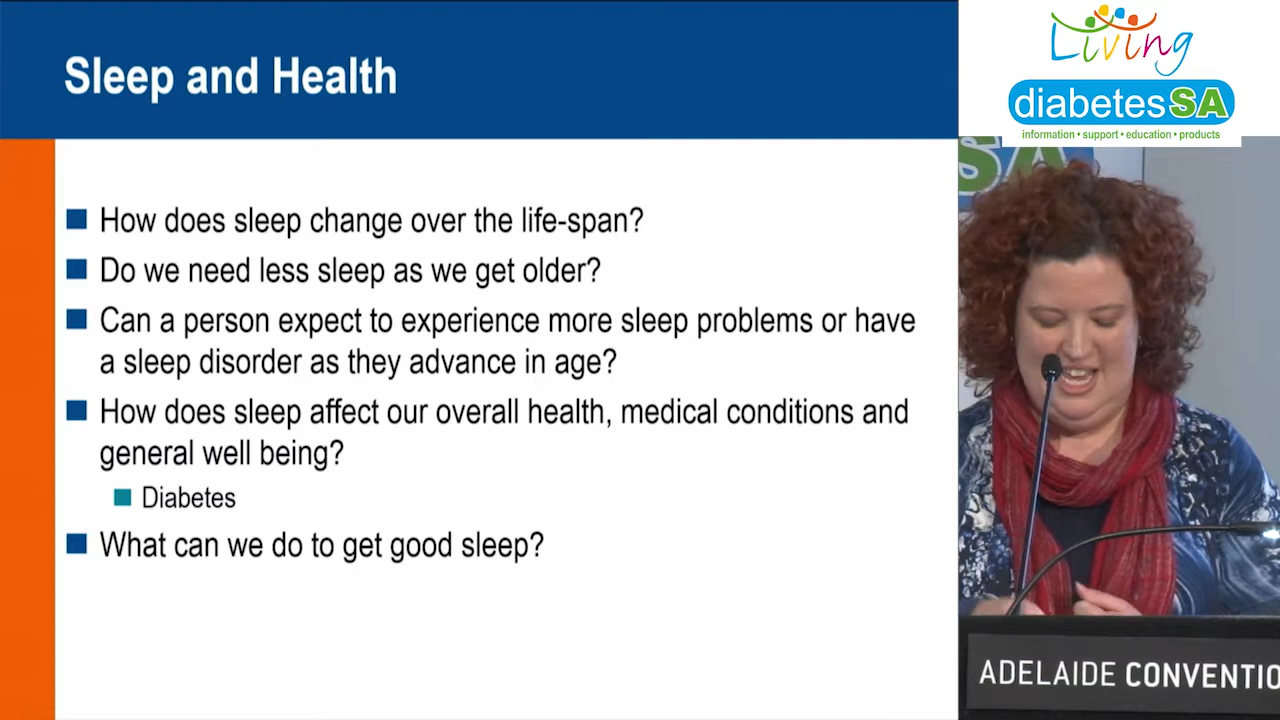 Sleep and Health
How does sleep change over the life-span?
Do we need less sleep as we get older?
Can a person expect to experience more sleep problems or have
a sleep disorder as they advance in age?
How does sleep affect our overall health, medical conditions and
general well being?
Diabetes
What can we do to get good sleep?
Living
diabetesSA
information • support • education • products
SA
ADELAIDE CONVENTIO